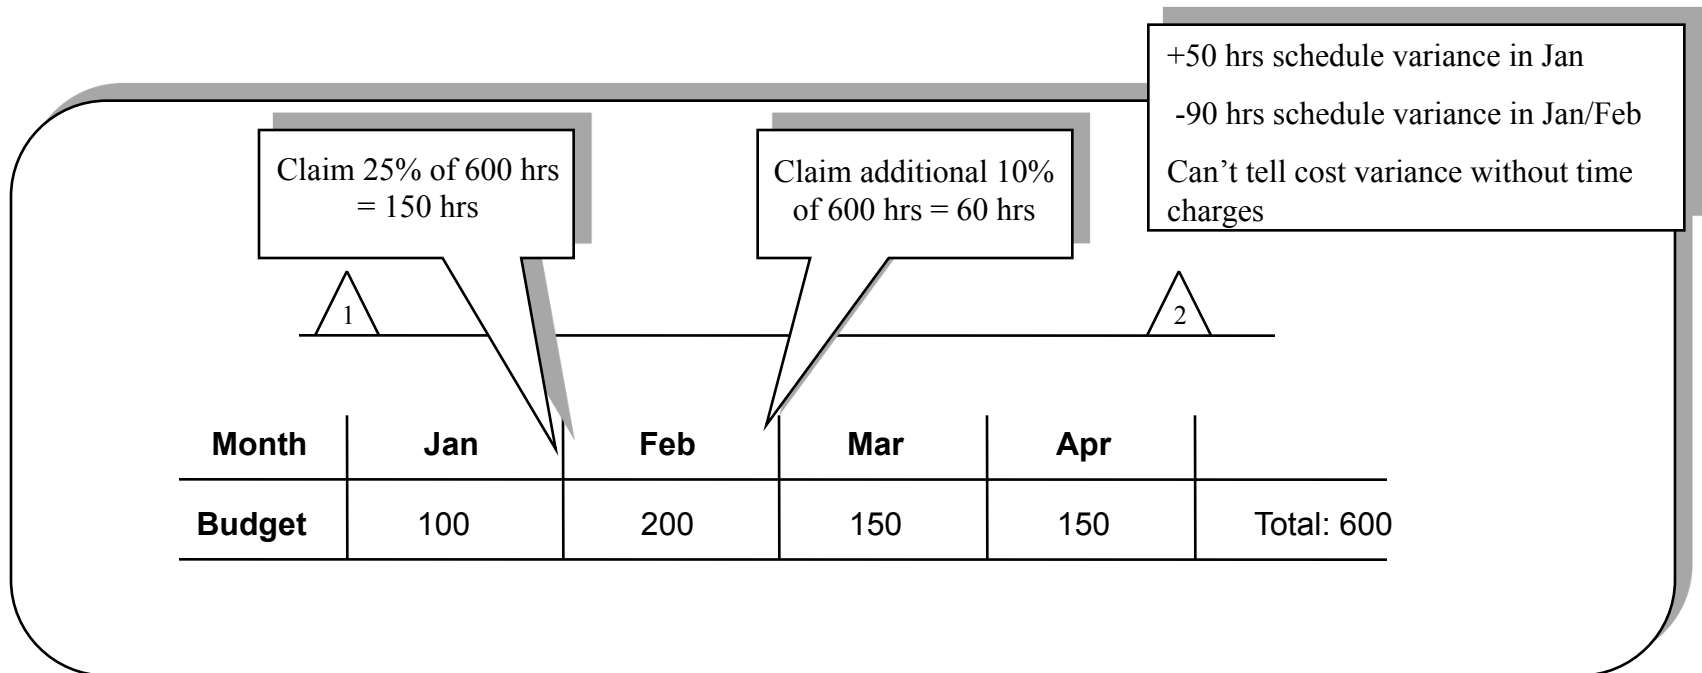 +50 hrs schedule variance in Jan
-90 hrs schedule variance in Jan/Feb
Can’t tell cost variance without time
charges
Claim 25% of 600 hrs
= 150 hrs
Claim additional 10%
of 600 hrs = 60 hrs
1
2
Month Jan Feb Mar Apr
Budget 100 200 150 150 Total: 600